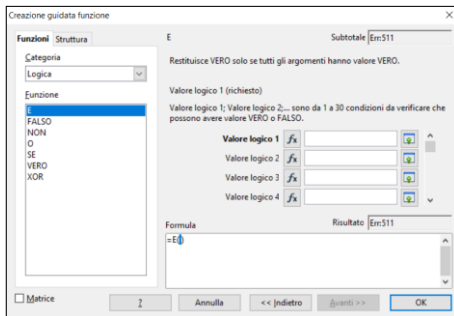 Creazione guidata funzione
Funzioni Struttura
E
Subtotale Err:511
Categoria
Logica
Restituisce VERO solo se tutti gli argomenti hanno valore VERO.
Funzione
E
FALSO
NON
O
SE
VERO
XOR
Valore logico 1 (richiesto)
Valore logico 1; Valore logico 2;... sono da 1 a 30 condizioni da verificare che
possono avere valore VERO o FALSO.
Valore logico 1 fx
Valore logico 2 fx
Valore logico 3 fx
Valore logico 4 fx
Formula
Risultato Err:511
=E()
Matrice
? Annulla << Indietro Avanti >> OK